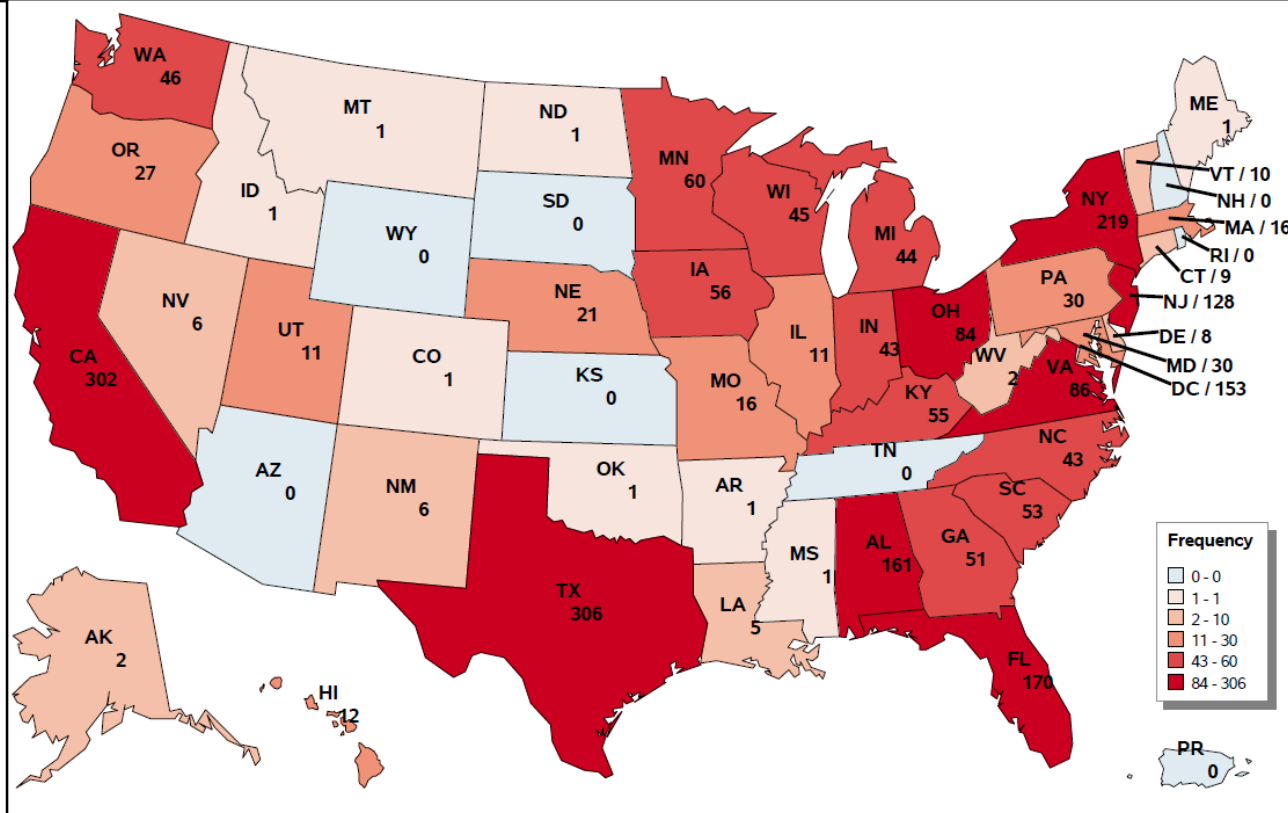 WA
46
MT
1
ND
1
ME
1
OR
27
ID
1
MN
60
VT / 10
WI
45
SD
0
NH / 0
NY
219
MA / 16
WY
0
MI
44
RI / 0
CT / 9
IA
56
PA
30
NE
21
NJ / 128
NV
6
UT
11
IL
11
IN
43
OH
84
DE / 8
CA
302
CO
1
WV
2
MD / 30
VA
86
KS
0
MO
16
DC / 153
KY
55
NC
43
TN
0
AZ
0
NM
6
OK
1
AR
1
SC
53
GA
51
MS
1
AL
161
TX
306
LA
5
AK
2
HI
12
FL
170
Frequency
0 - 0
1 - 1
2 - 10
11 - 30
43 - 60
84 - 306
PR
0